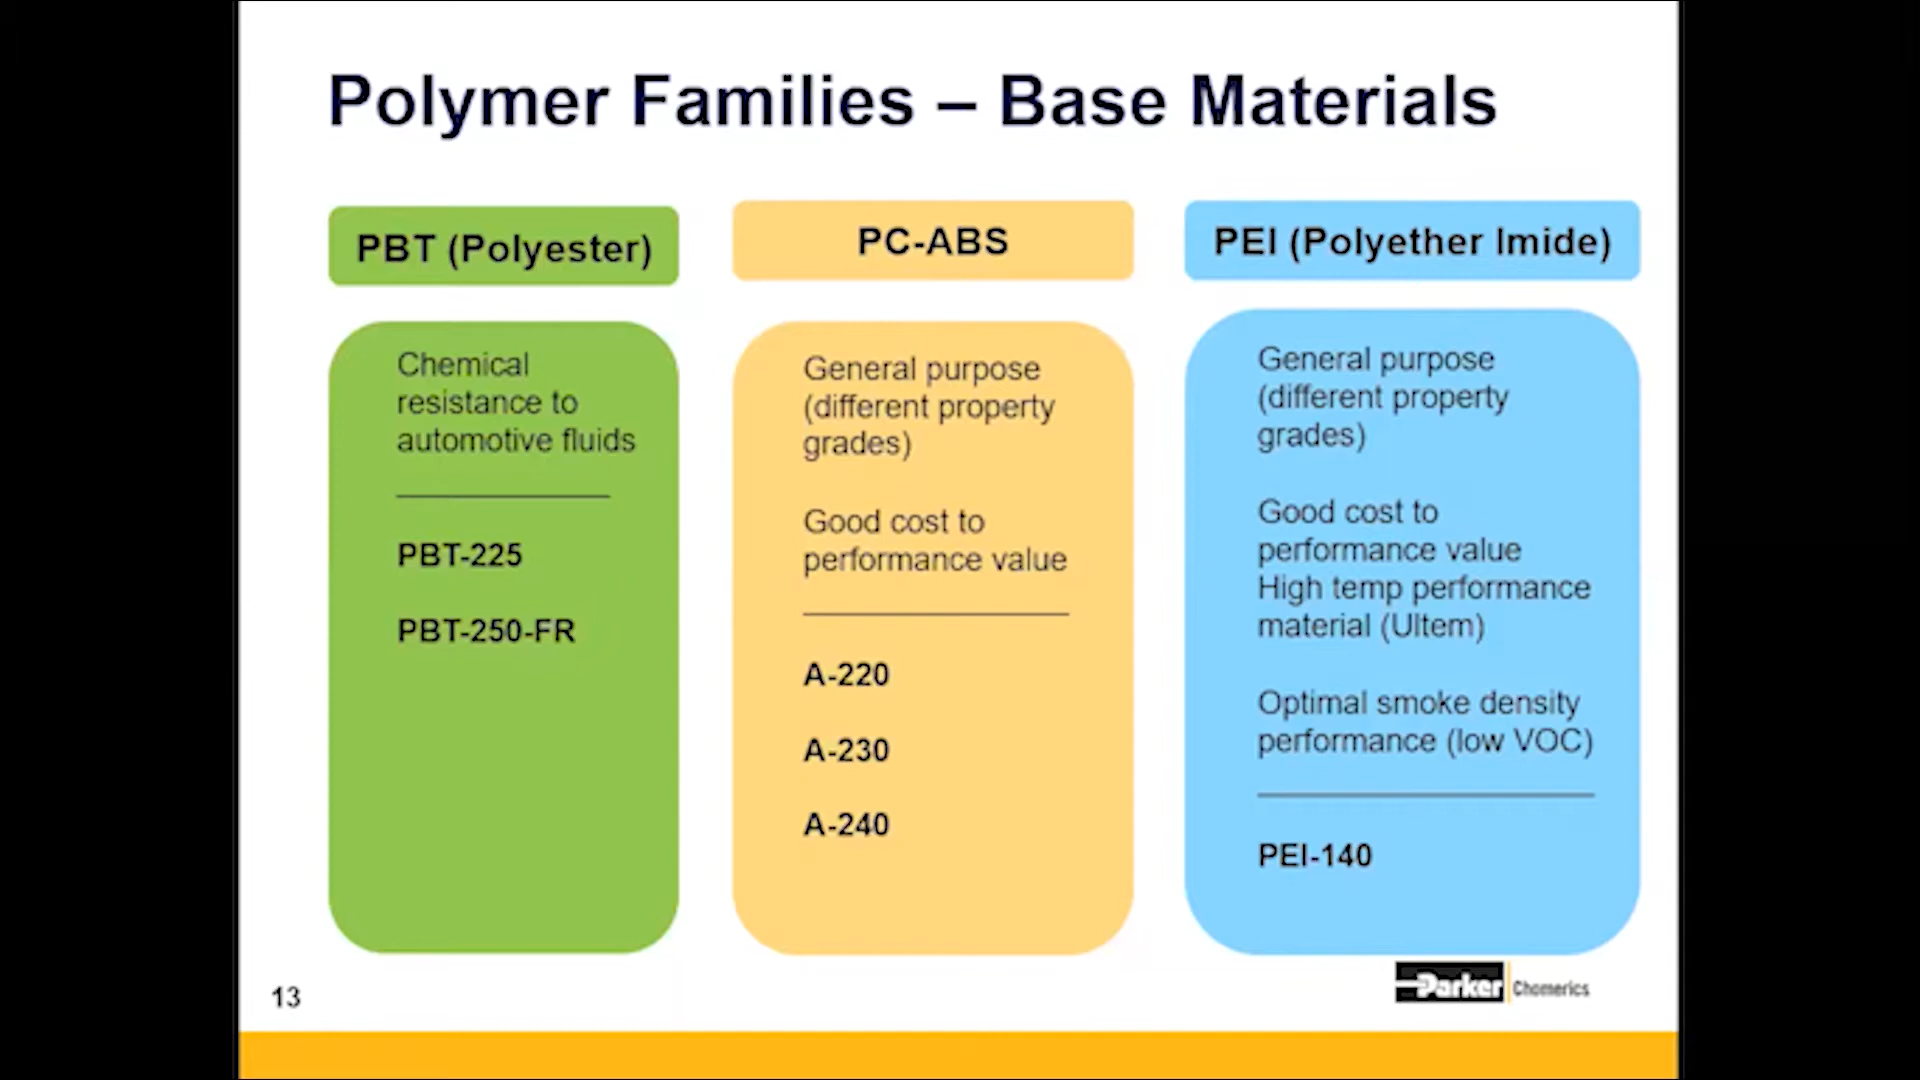 Polymer Families – Base Materials
PBT (Polyester)
Chemical
resistance to
automotive fluids
PBT-225
PBT-250-FR
PC-ABS
General purpose
(different property
grades)
Good cost to
performance value
A-220
A-230
A-240
PEI (Polyether Imide)
General purpose
(different property
grades)
Good cost to
performance value
High temp performance
material (Ultem)
Optimal smoke density
performance (low VOC)
PEI-140
13
Parker Chomerics